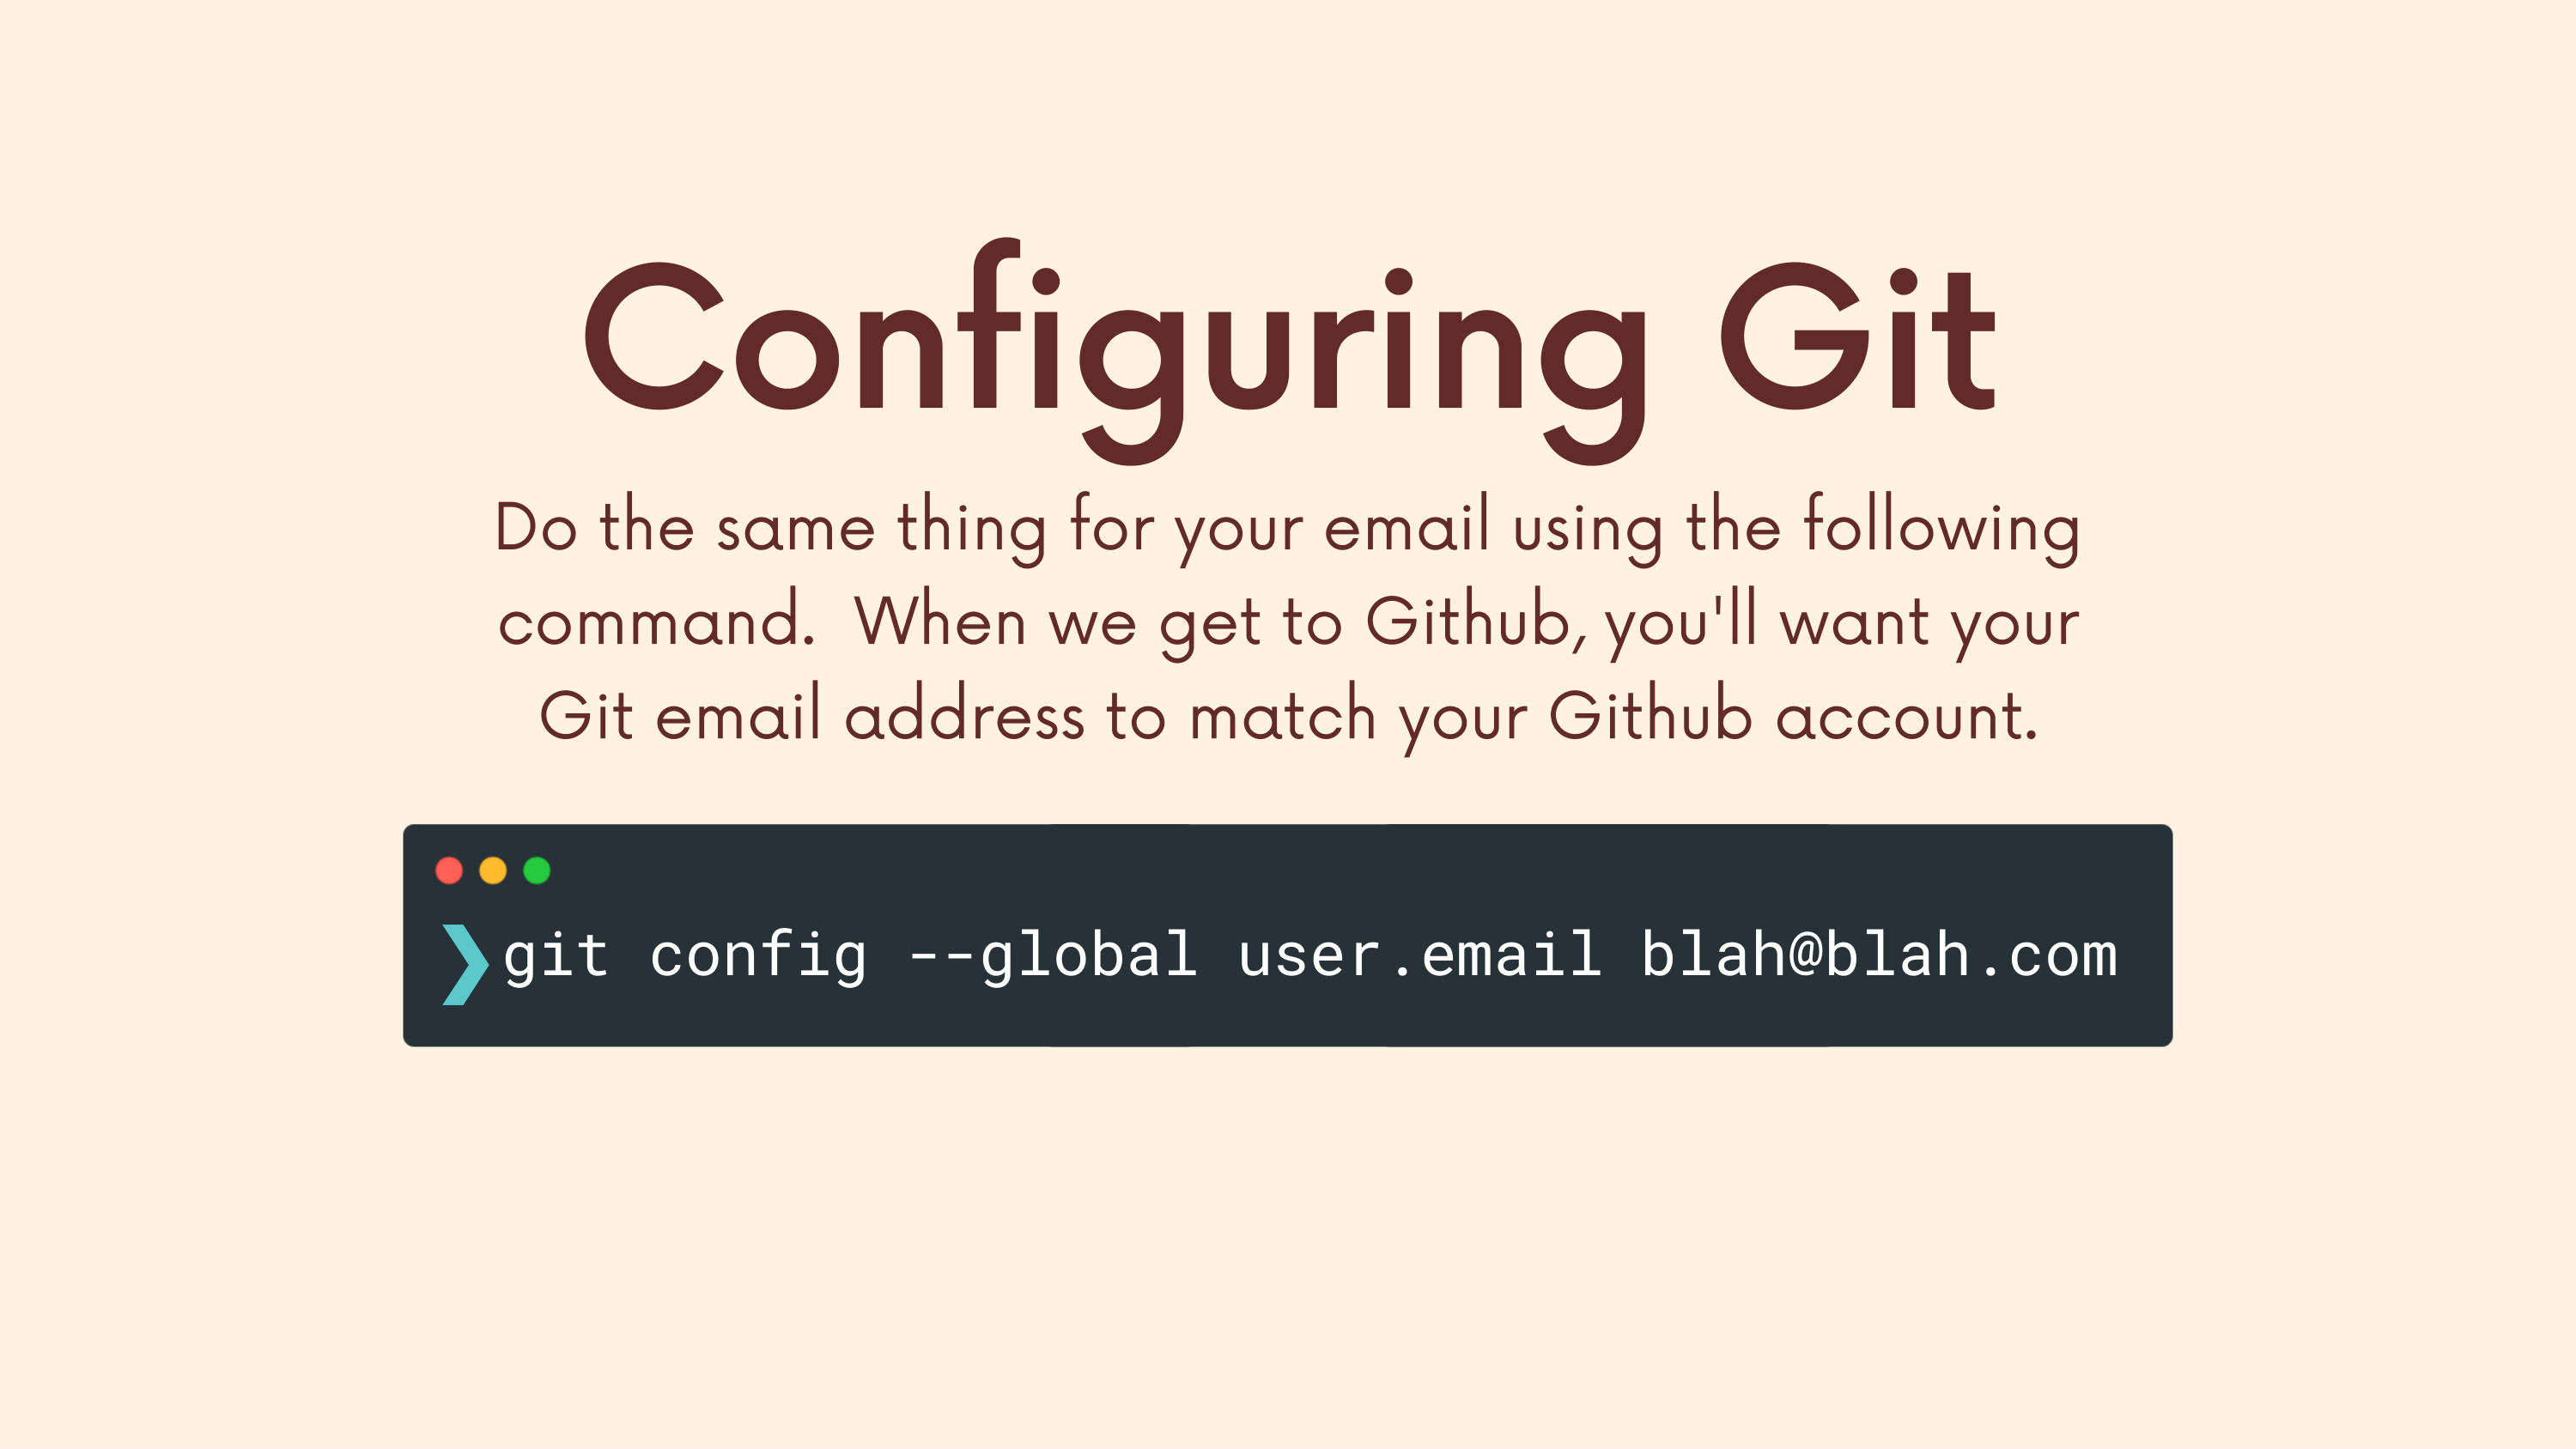 Configuring Git
Do the same thing for your email using the following
command.  When we get to Github, you'll want your
Git email address to match your Github account.
❯git config --global user.email blah@blah.com